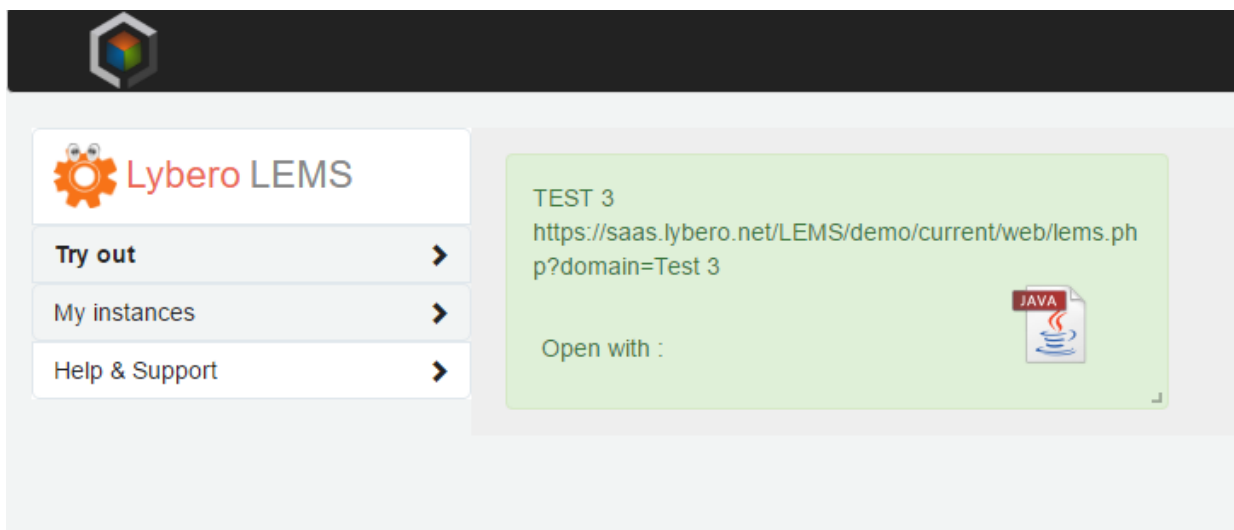 Lybero LEMS
Try out
My instances
Help & Support
TEST 3
https://saas.lybero.net/LEMS/demo/current/web/lems.ph
p?domain=Test 3
JAVA
Open with :